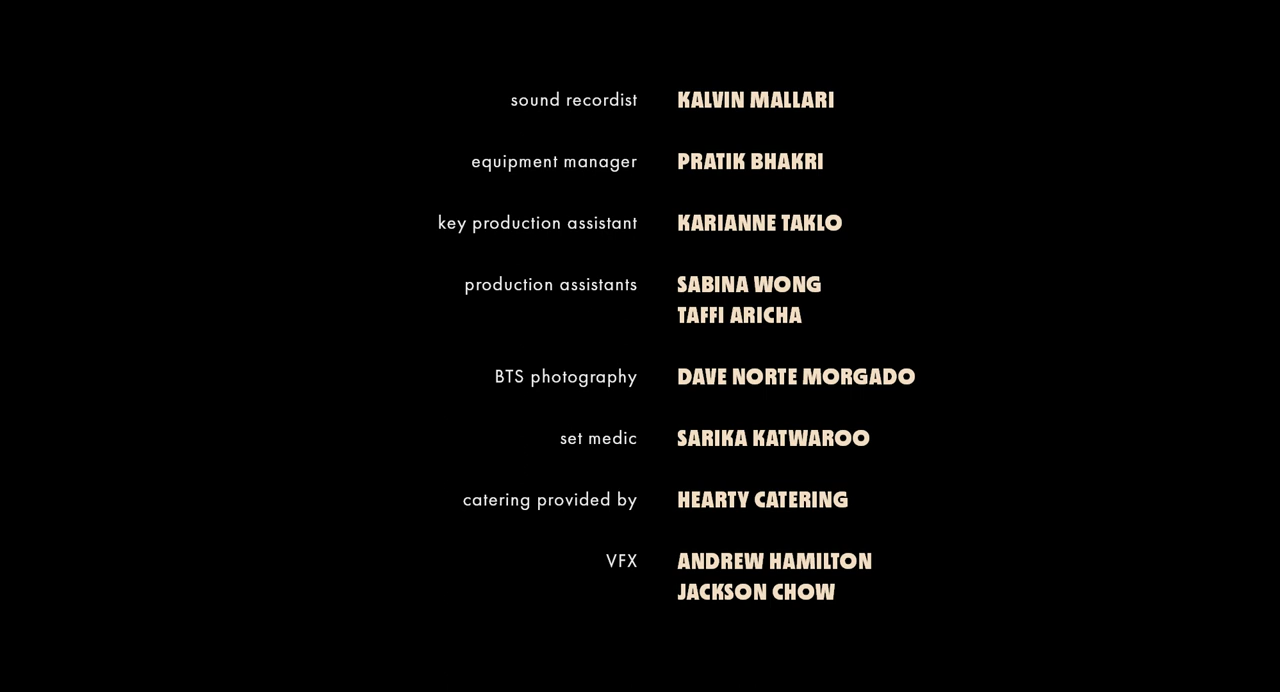 sound recordist KALVIN MALLARI
equipment manager PRATIK BHAKRI
key production assistant KARIANNE TAKLO
production assistants SABINA WONG
TAFFI ARICHA
BTS photography DAVE NORTE MORGADO
set medic SARIKA KATWAROO
catering provided by HEARTY CATERING
VFX ANDREW HAMILTON
JACKSON CHOW